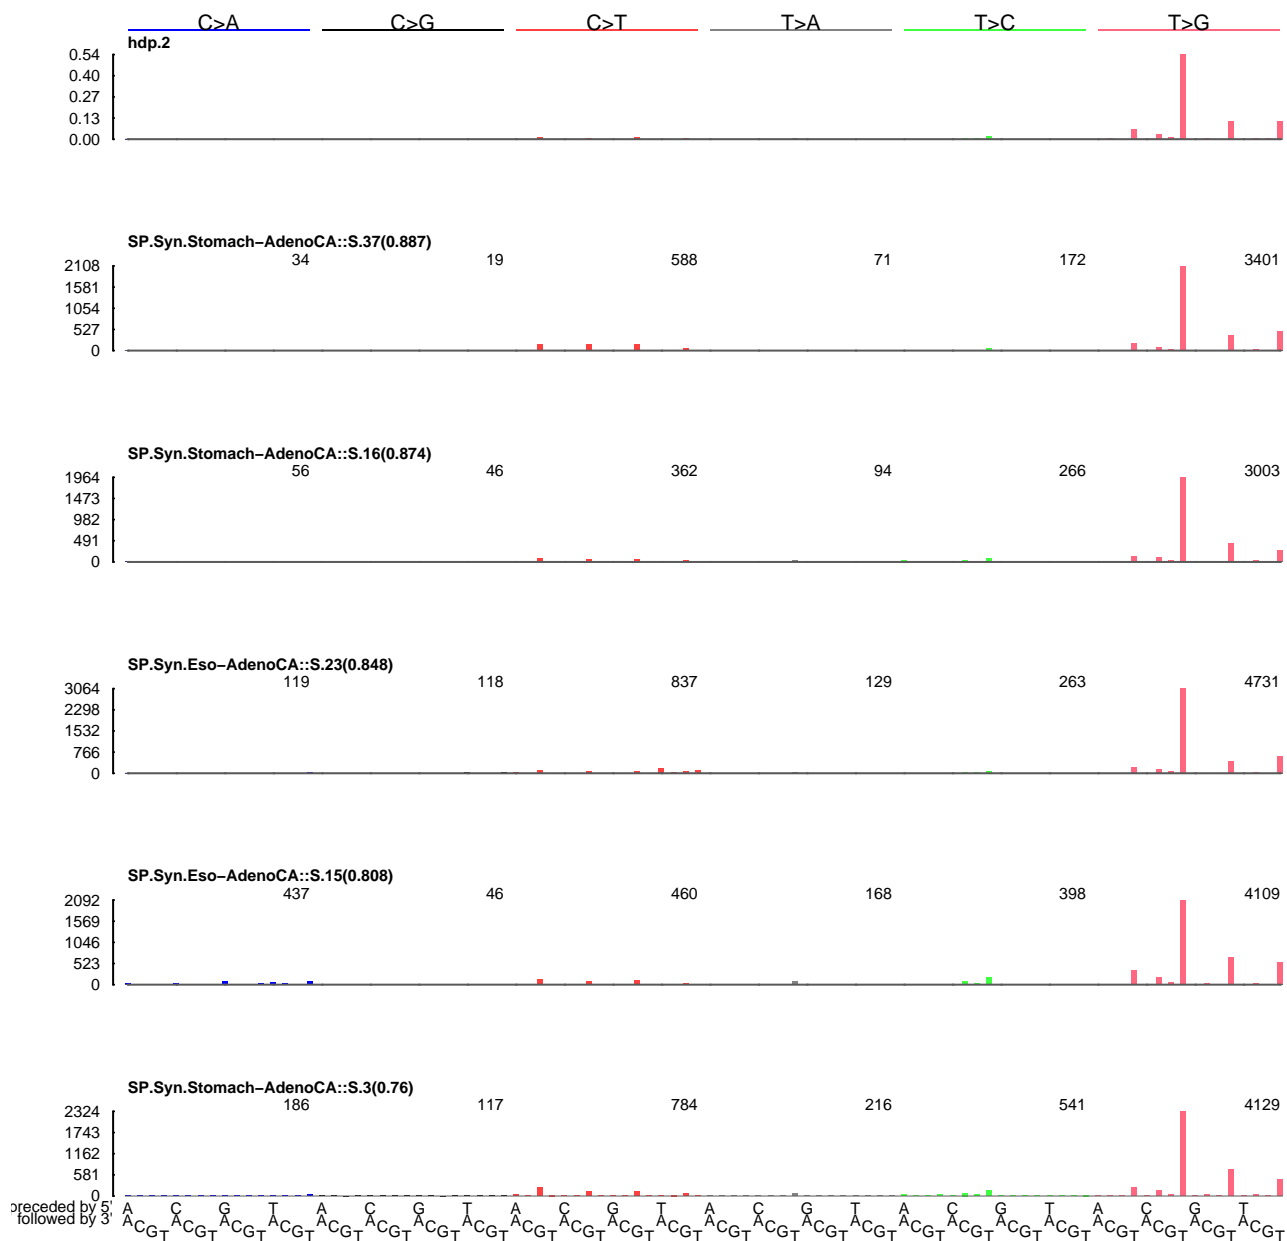 C>A C>G C>T T>A T>C T>G
hdp.2
0.54
0.40
0.27
0.13
0.00
SP.Syn.Stomach−AdenoCA::S.37(0.887)
34 19 588 71 172 3401
2108
1581
1054
527
0
SP.Syn.Stomach−AdenoCA::S.16(0.874)
56 46 362 94 266 3003
1964
1473
982
491
0
SP.Syn.Eso−AdenoCA::S.23(0.848)
119 118 837 129 263 4731
3064
2298
1532
766
0
SP.Syn.Eso−AdenoCA::S.15(0.808)
437 46 460 168 398 4109
2092
1569
1046
523
0
SP.Syn.Stomach−AdenoCA::S.3(0.76)
186 117 784 216 541 4129
2324
1743
1162
581
0
preceded by 5' A C G T A C G T A C G T A C G T A C G T A C G T
followed by 3' A C G T A C G T A C G T A C G T A C G T A C G T A C G T A C G T A C G T A C G T A C G T A C G T A C G T A C G T A C G T A C G T A C G T A C G T A C G T A C G T A C G T A C G T A C G T A C G T